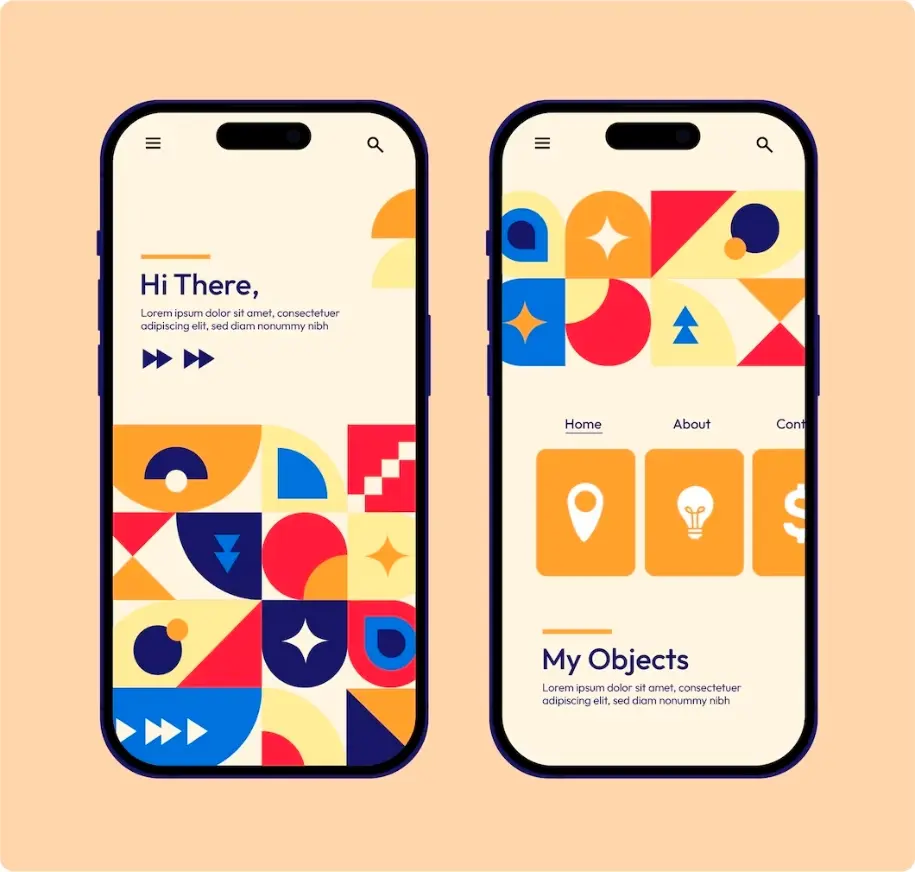 Hi There,
Lorem ipsum dolor sit amet, consectetuer
adipiscing elit, sed diam nonummy nibh
Home
About
Cont
My Objects
Lorem ipsum dolor sit amet, consectetuer
adipiscing elit, sed diam nonummy nibh